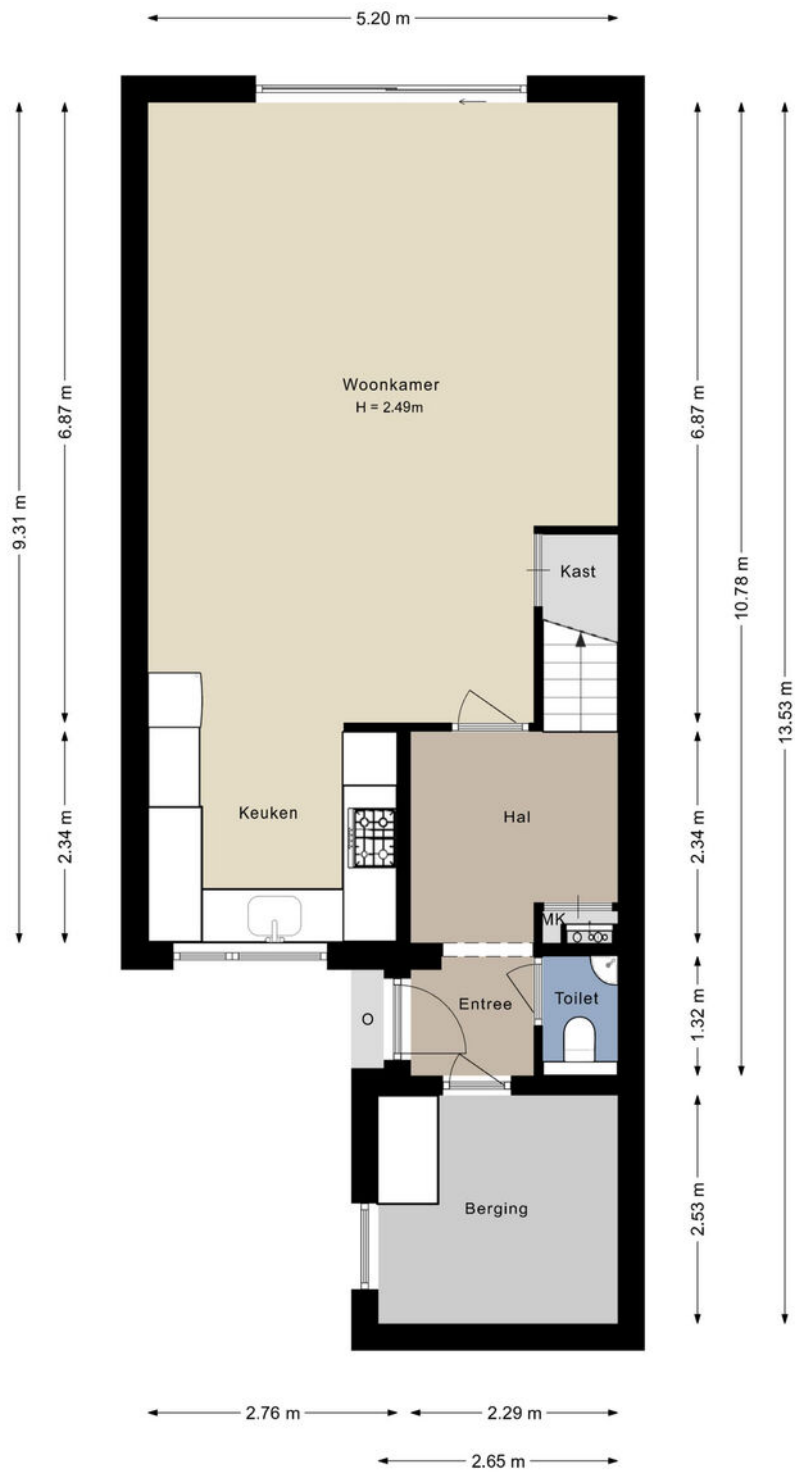 5.20 m
9.31 m
6.87 m
2.34 m
Woonkamer
H = 2.49m
Kast
Keuken
Hal
MK
Entree
Toilet
O
Berging
6.87 m
2.34 m
1.32 m
2.53 m
10.78 m
13.53 m
2.76 m
2.29 m
2.65 m